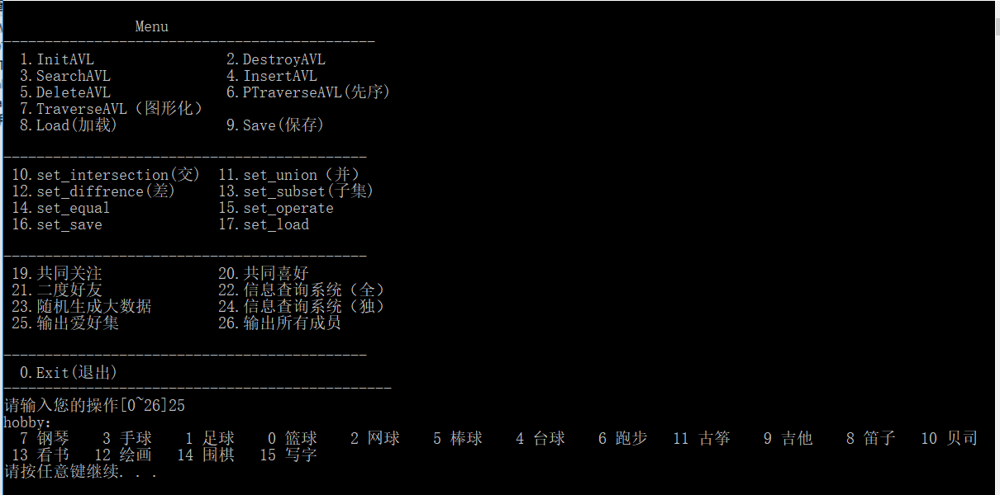 Menu
---------------------------------------------
1.InitAVL 2.DestroyAVL
3.SearchAVL 4.InsertAVL
5.DeleteAVL 6.PTraverseAVL(先序)
7.TraverseAVL（图形化）
8.Load(加载) 9.Save(保存)
--------------------------------------------
10.set_intersection(交) 11.set_union（并）
12.set_diffrence(差) 13.set_subset(子集)
14.set_equal 15.set_operate
16.set_save 17.set_load
--------------------------------------------
19.共同关注 20.共同喜好
21.二度好友 22.信息查询系统（全）
23.随机生成大数据 24.信息查询系统（独）
25.输出爱好集 26.输出所有成员
--------------------------------------------
0.Exit(退出)
-----------------------------------------------
请输入您的操作[0~26]25
hobby:
7 钢琴 3 手球 1 足球 0 篮球 2 网球 5 棒球 4 台球 6 跑步 11 古筝 9 吉他 8 笛子 10 贝司
13 看书 12 绘画 14 围棋 15 写字
请按任意键继续. . .